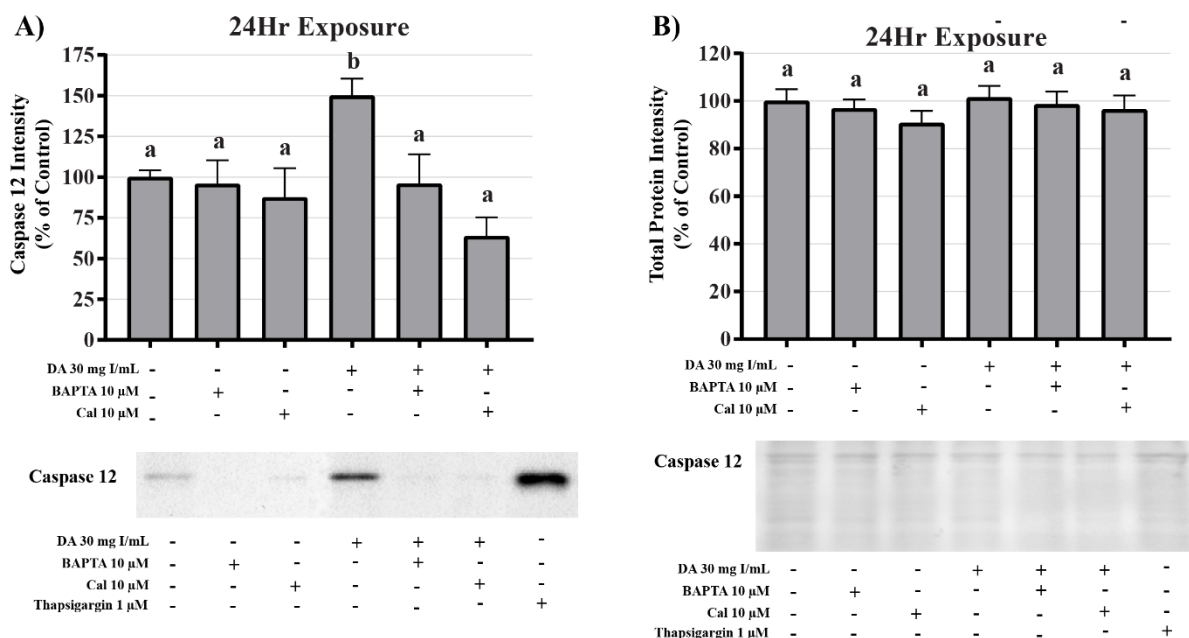 A)
24Hr Exposure
Caspase 12 Intensity
(% of Control)
175
150
125
100
75
50
25
0
a
a
a
b
a
a
DA 30 mg I/mL - - - + + +
BAPTA 10 µM - + - - + -
Cal 10 µM - - + - - +
Caspase 12
DA 30 mg I/mL - - - + + + -
BAPTA 10 µM - + - - + - -
Cal 10 µM - - + - - + -
Thapsigargin 1 µM - - - - - - +
B)
- -
24Hr Exposure
Total Protein Intensity
(% of Control)
120
100
80
60
40
20
0
a
a
a
a
a
a
DA 30 mg I/mL - - - + + +
BAPTA 10 µM - + - - + -
Cal 10 µM - - + - - +
Caspase 12
DA 30 mg I/mL - - - + + + -
BAPTA 10 µM - + - - + - -
Cal 10 µM - - + - - + -
Thapsigargin 1 µM - - - - - - +